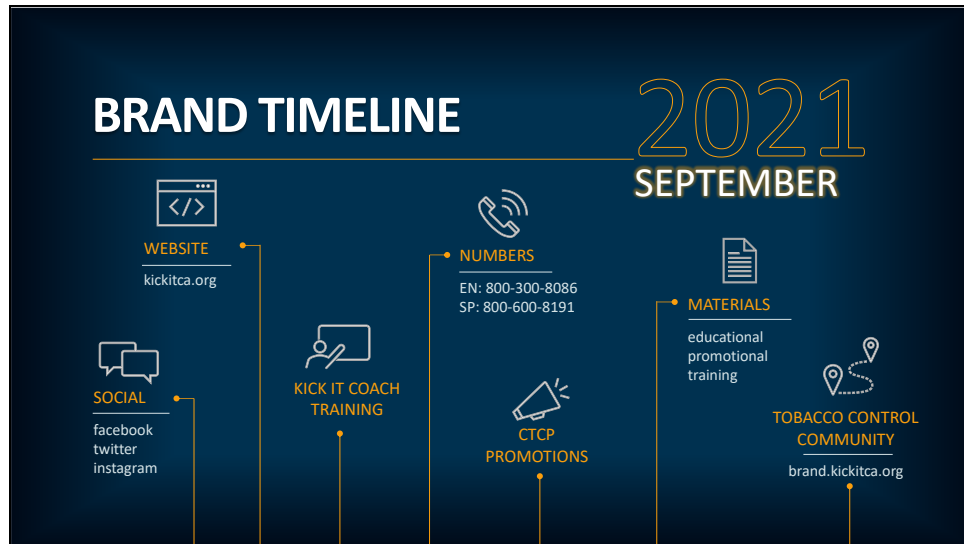 BRAND TIMELINE
2021
SEPTEMBER
WEBSITE
kickitca.org
NUMBERS
EN: 800-300-8086
SP: 800-600-8191
MATERIALS
educational
promotional
training
SOCIAL
facebook
twitter
instagram
KICK IT COACH
TRAINING
CTCP
PROMOTIONS
TOBACCO CONTROL
COMMUNITY
brand.kickitca.org